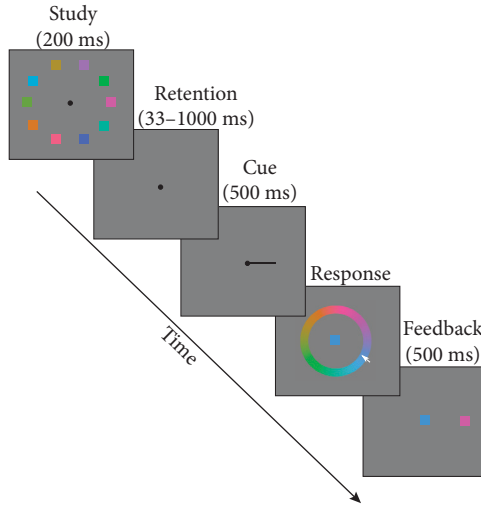 Study
(200 ms)
Retention
(33–1000 ms)
Cue
(500 ms)
Response
Feedback
(500 ms)
Time